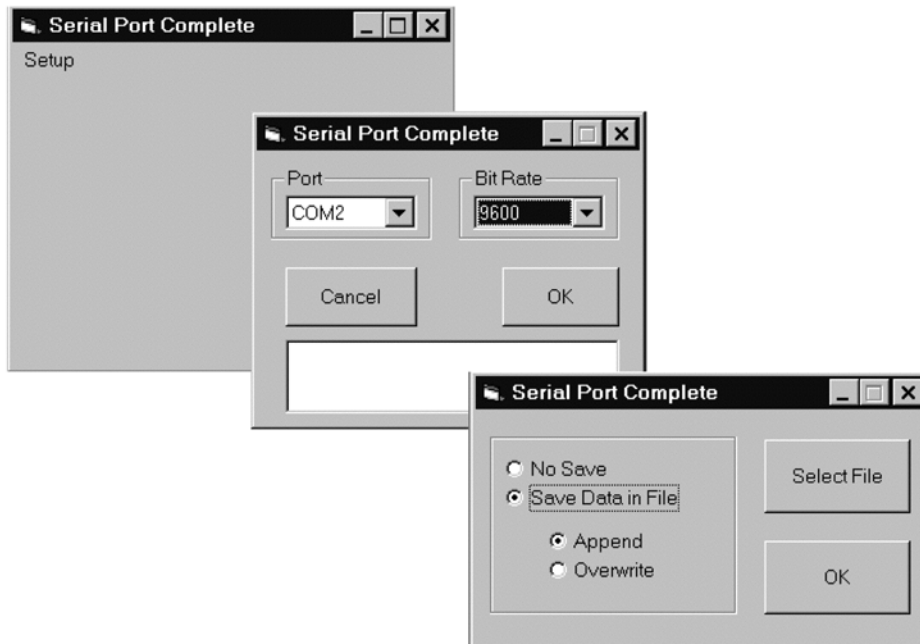 Serial Port Complete
Setup
Serial Port Complete
Port
Bit Rate
COM2
9600
Cancel
OK
Serial Port Complete
No Save
Save Data in File
Append
Overwrite
Select File
OK